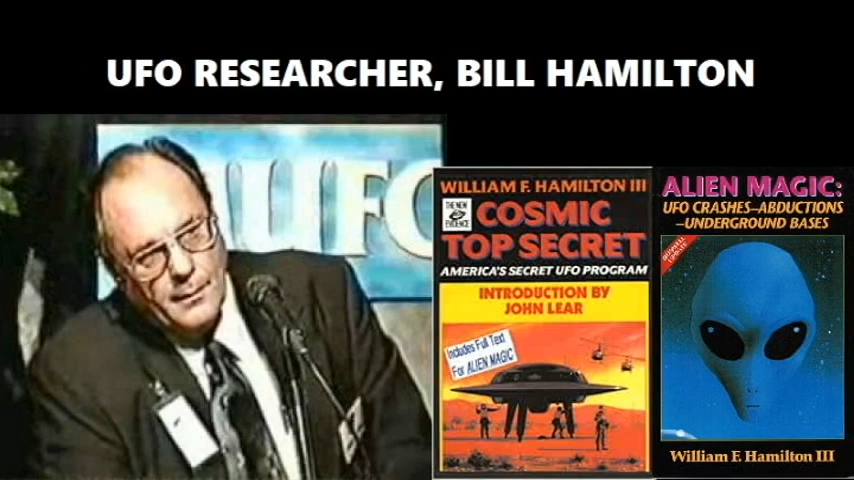 UFO RESEARCHER, BILL HAMILTON
UFO
WILLIAM F. HAMILTON III
THE NEW
EVIDENCE
COSMIC
TOP SECRET
AMERICA'S SECRET UFO PROGRAM
INTRODUCTION BY
JOHN LEAR
Includes Full Text
For ALIEN MAGIC
ALIEN MAGIC:
UFO CRASHES–ABDUCTIONS
–UNDERGROUND BASES
William F. Hamilton III